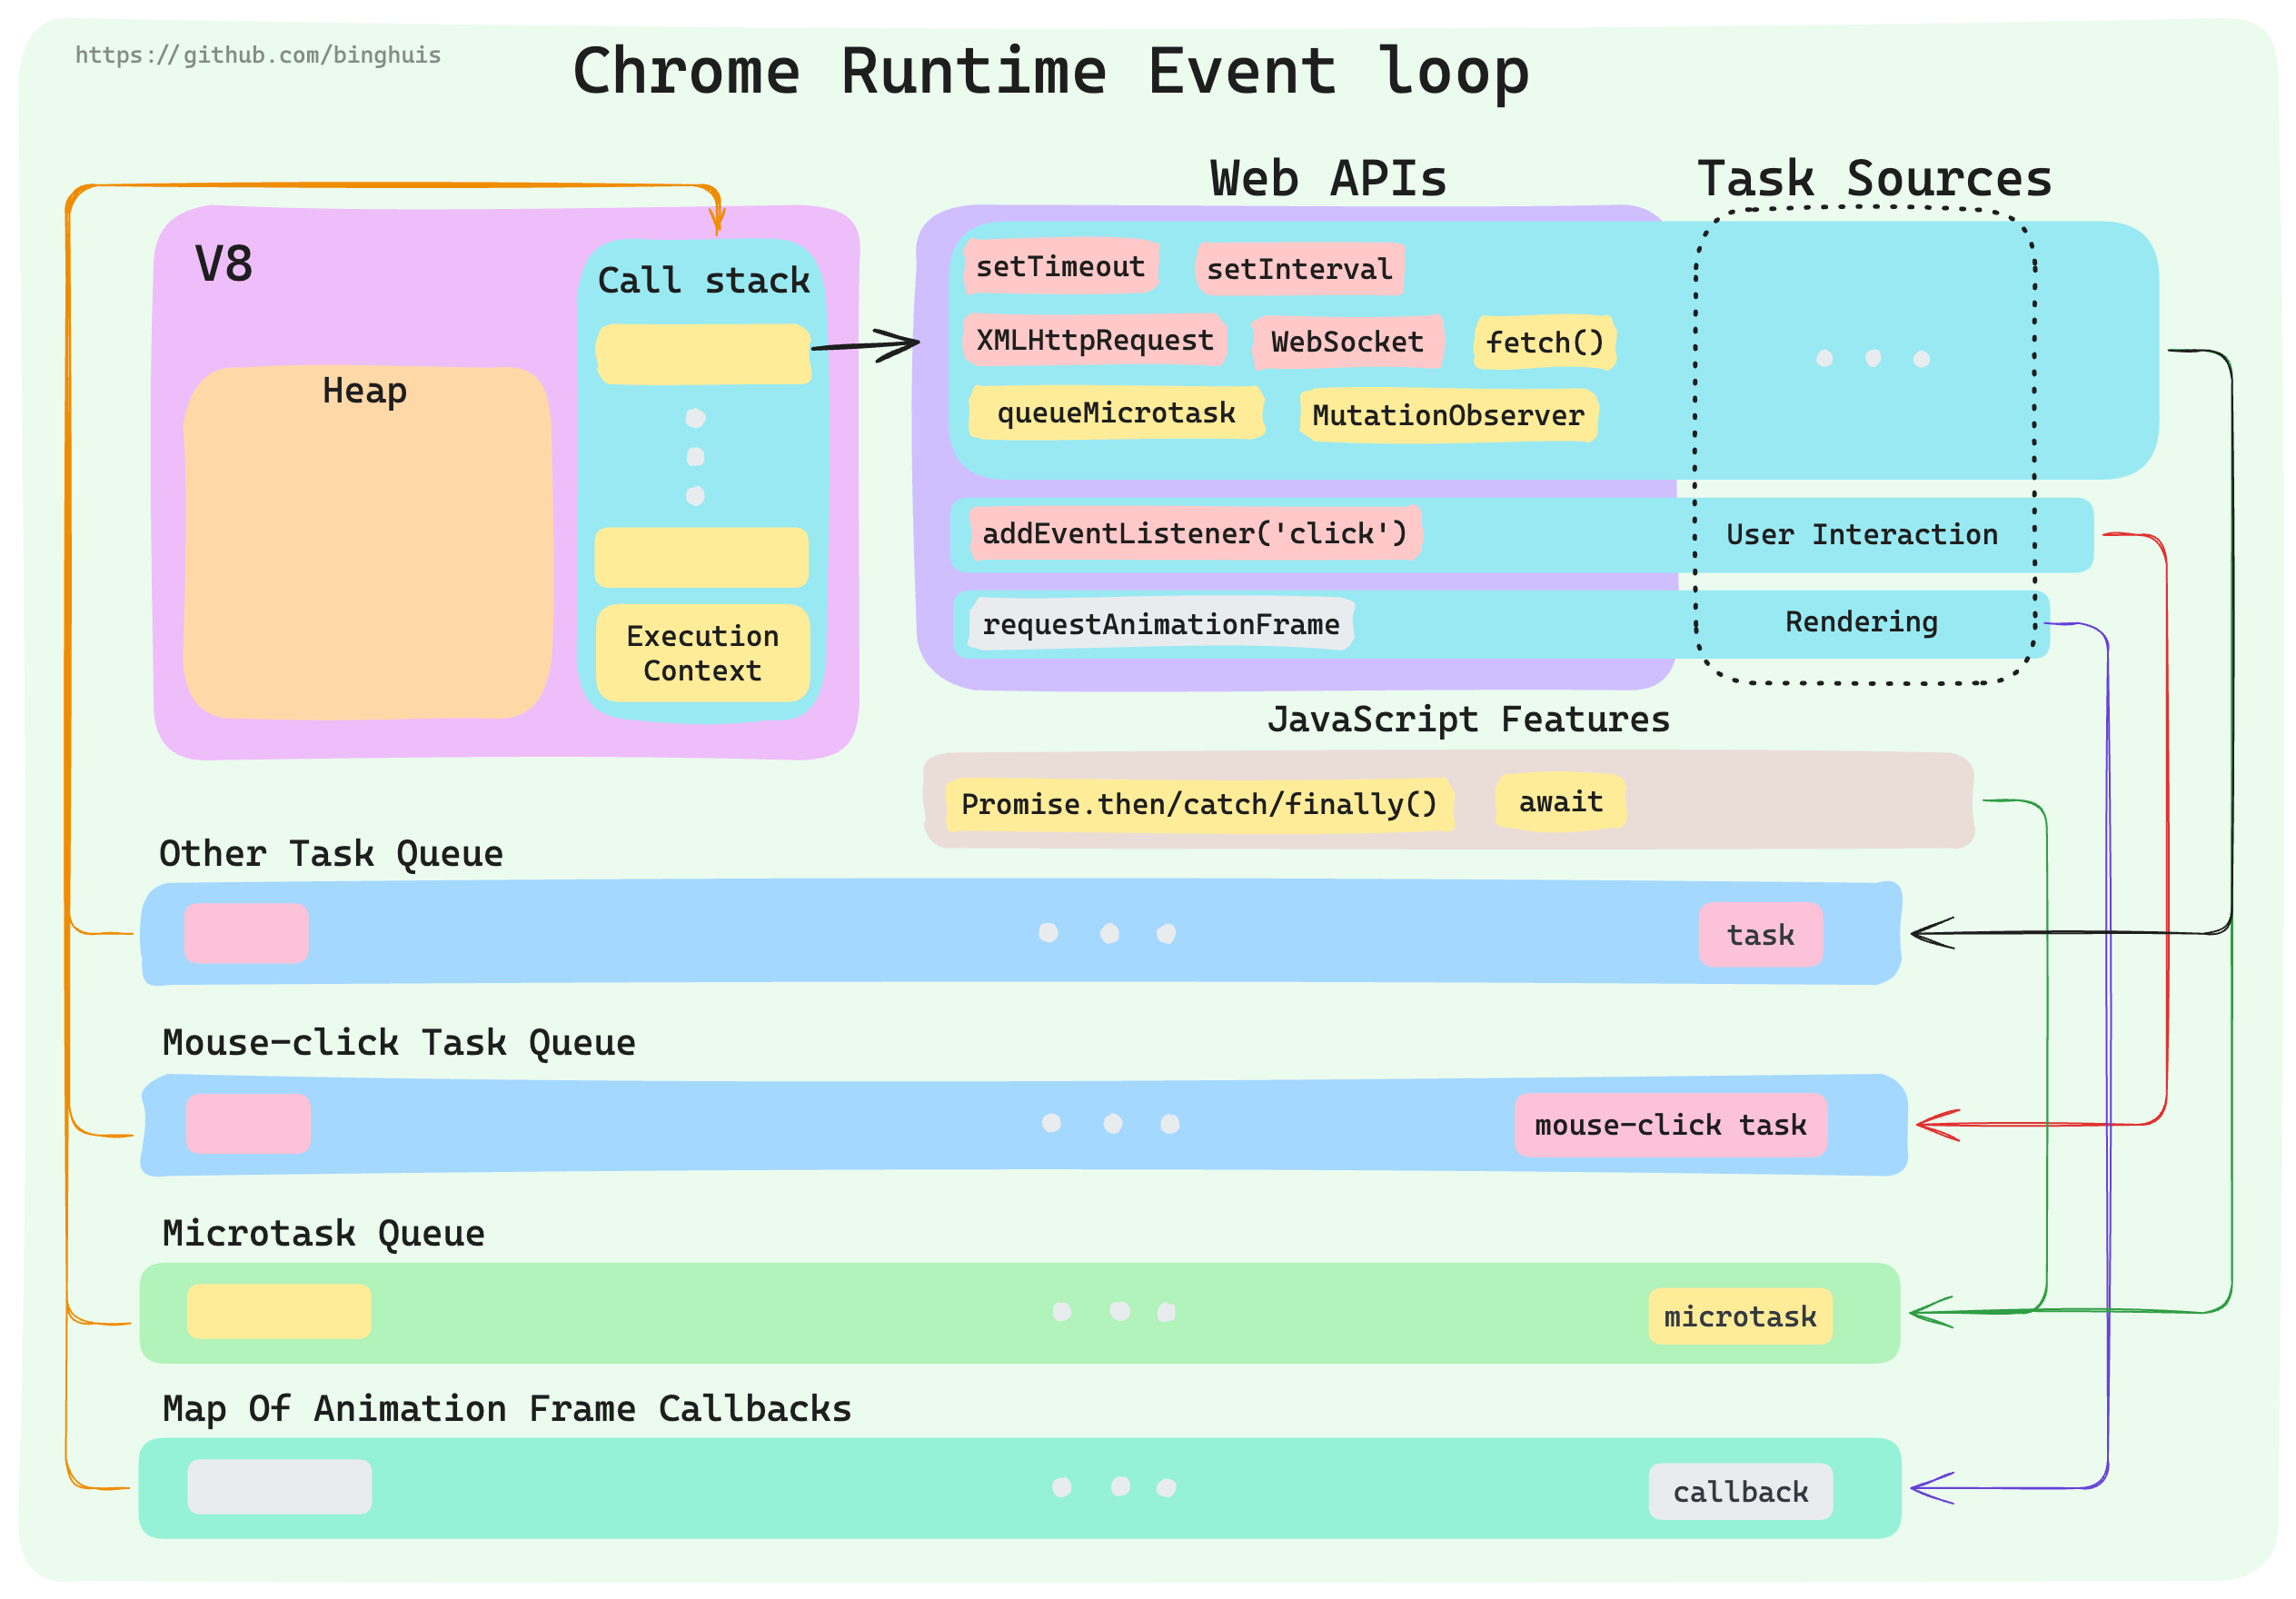 https://github.com/binghuis
Chrome Runtime Event loop
Web APIs
Task Sources
V8
Call stack
Heap
Execution
Context
setTimeout
setInterval
XMLHttpRequest
WebSocket
fetch()
queueMicrotask
MutationObserver
addEventListener('click')
User Interaction
requestAnimationFrame
Rendering
JavaScript Features
Promise.then/catch/finally()
await
Other Task Queue
task
Mouse-click Task Queue
mouse-click task
Microtask Queue
microtask
Map Of Animation Frame Callbacks
callback